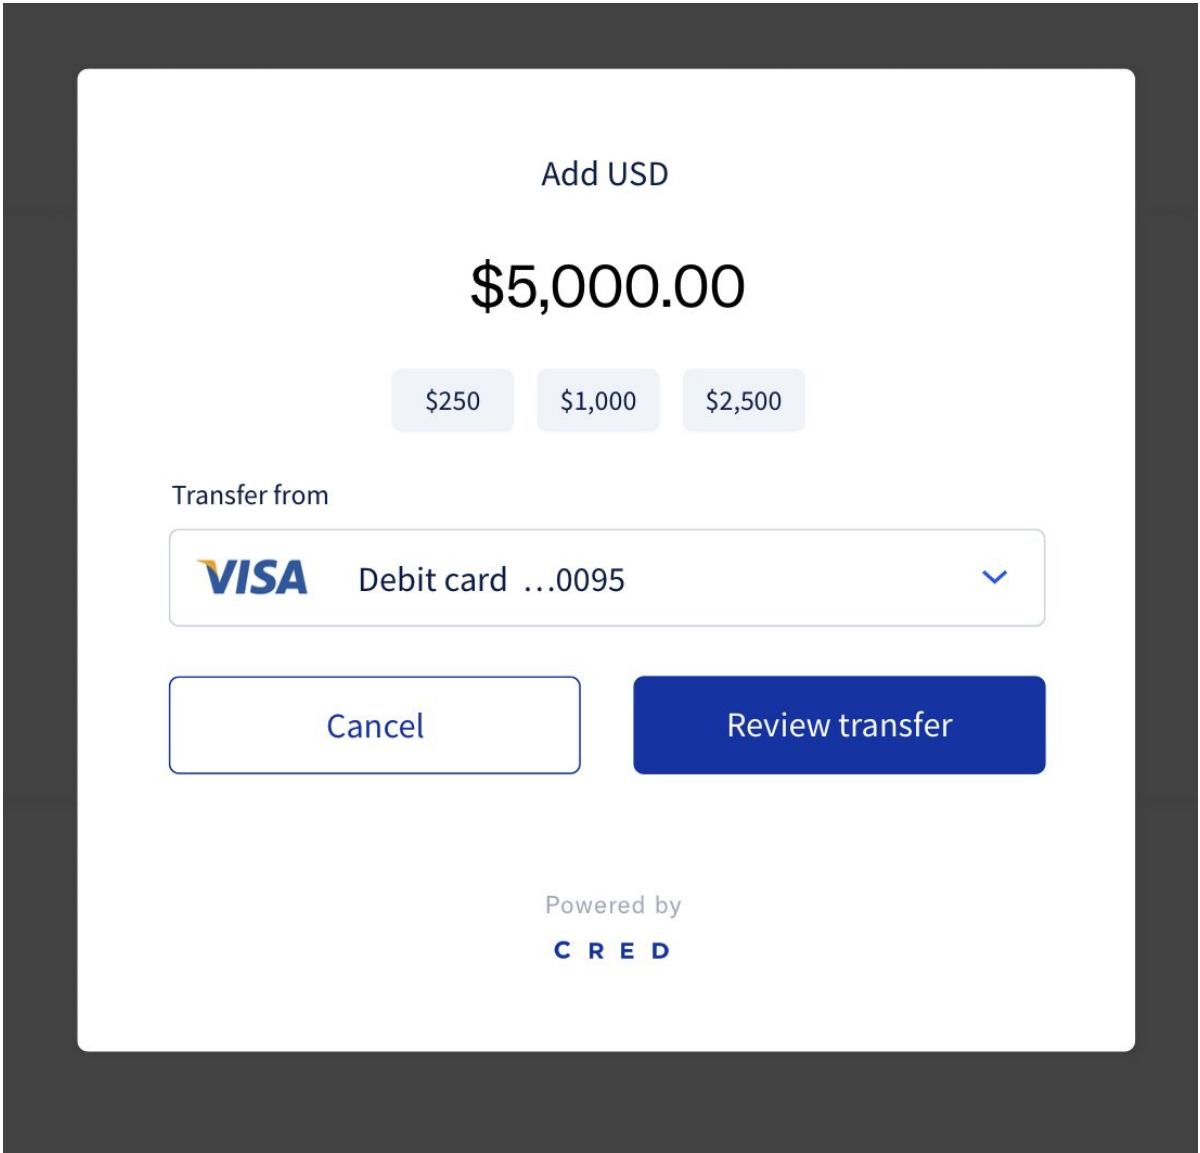 Add USD
$5,000.00
$250 $1,000 $2,500
Transfer from
VISA Debit card ...0095
Cancel Review transfer
Powered by
CRED